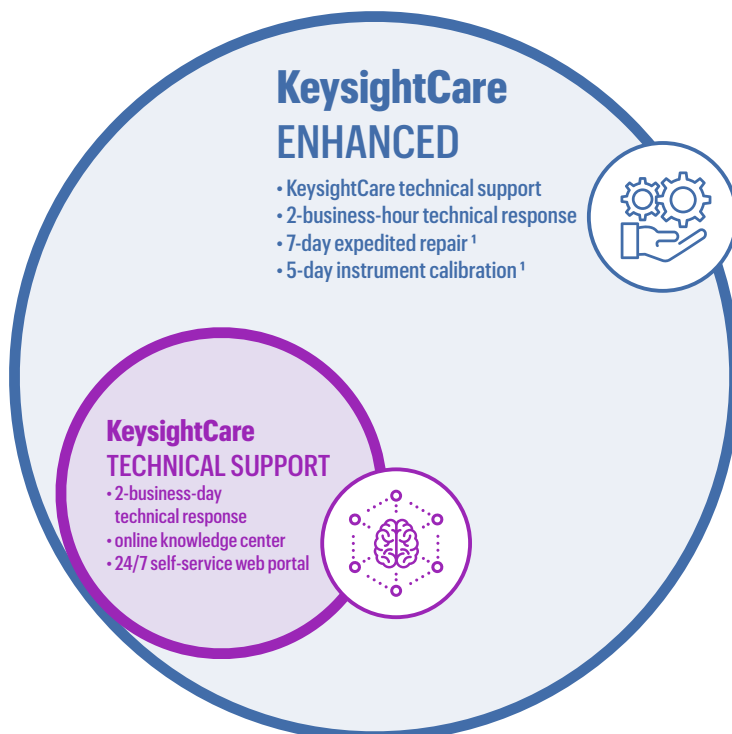 KeysightCare
ENHANCED
• KeysightCare technical support
• 2-business-hour technical response
• 7-day expedited repair ¹
• 5-day instrument calibration ¹
KeysightCare
TECHNICAL SUPPORT
• 2-business-day
technical response
• online knowledge center
• 24/7 self-service web portal